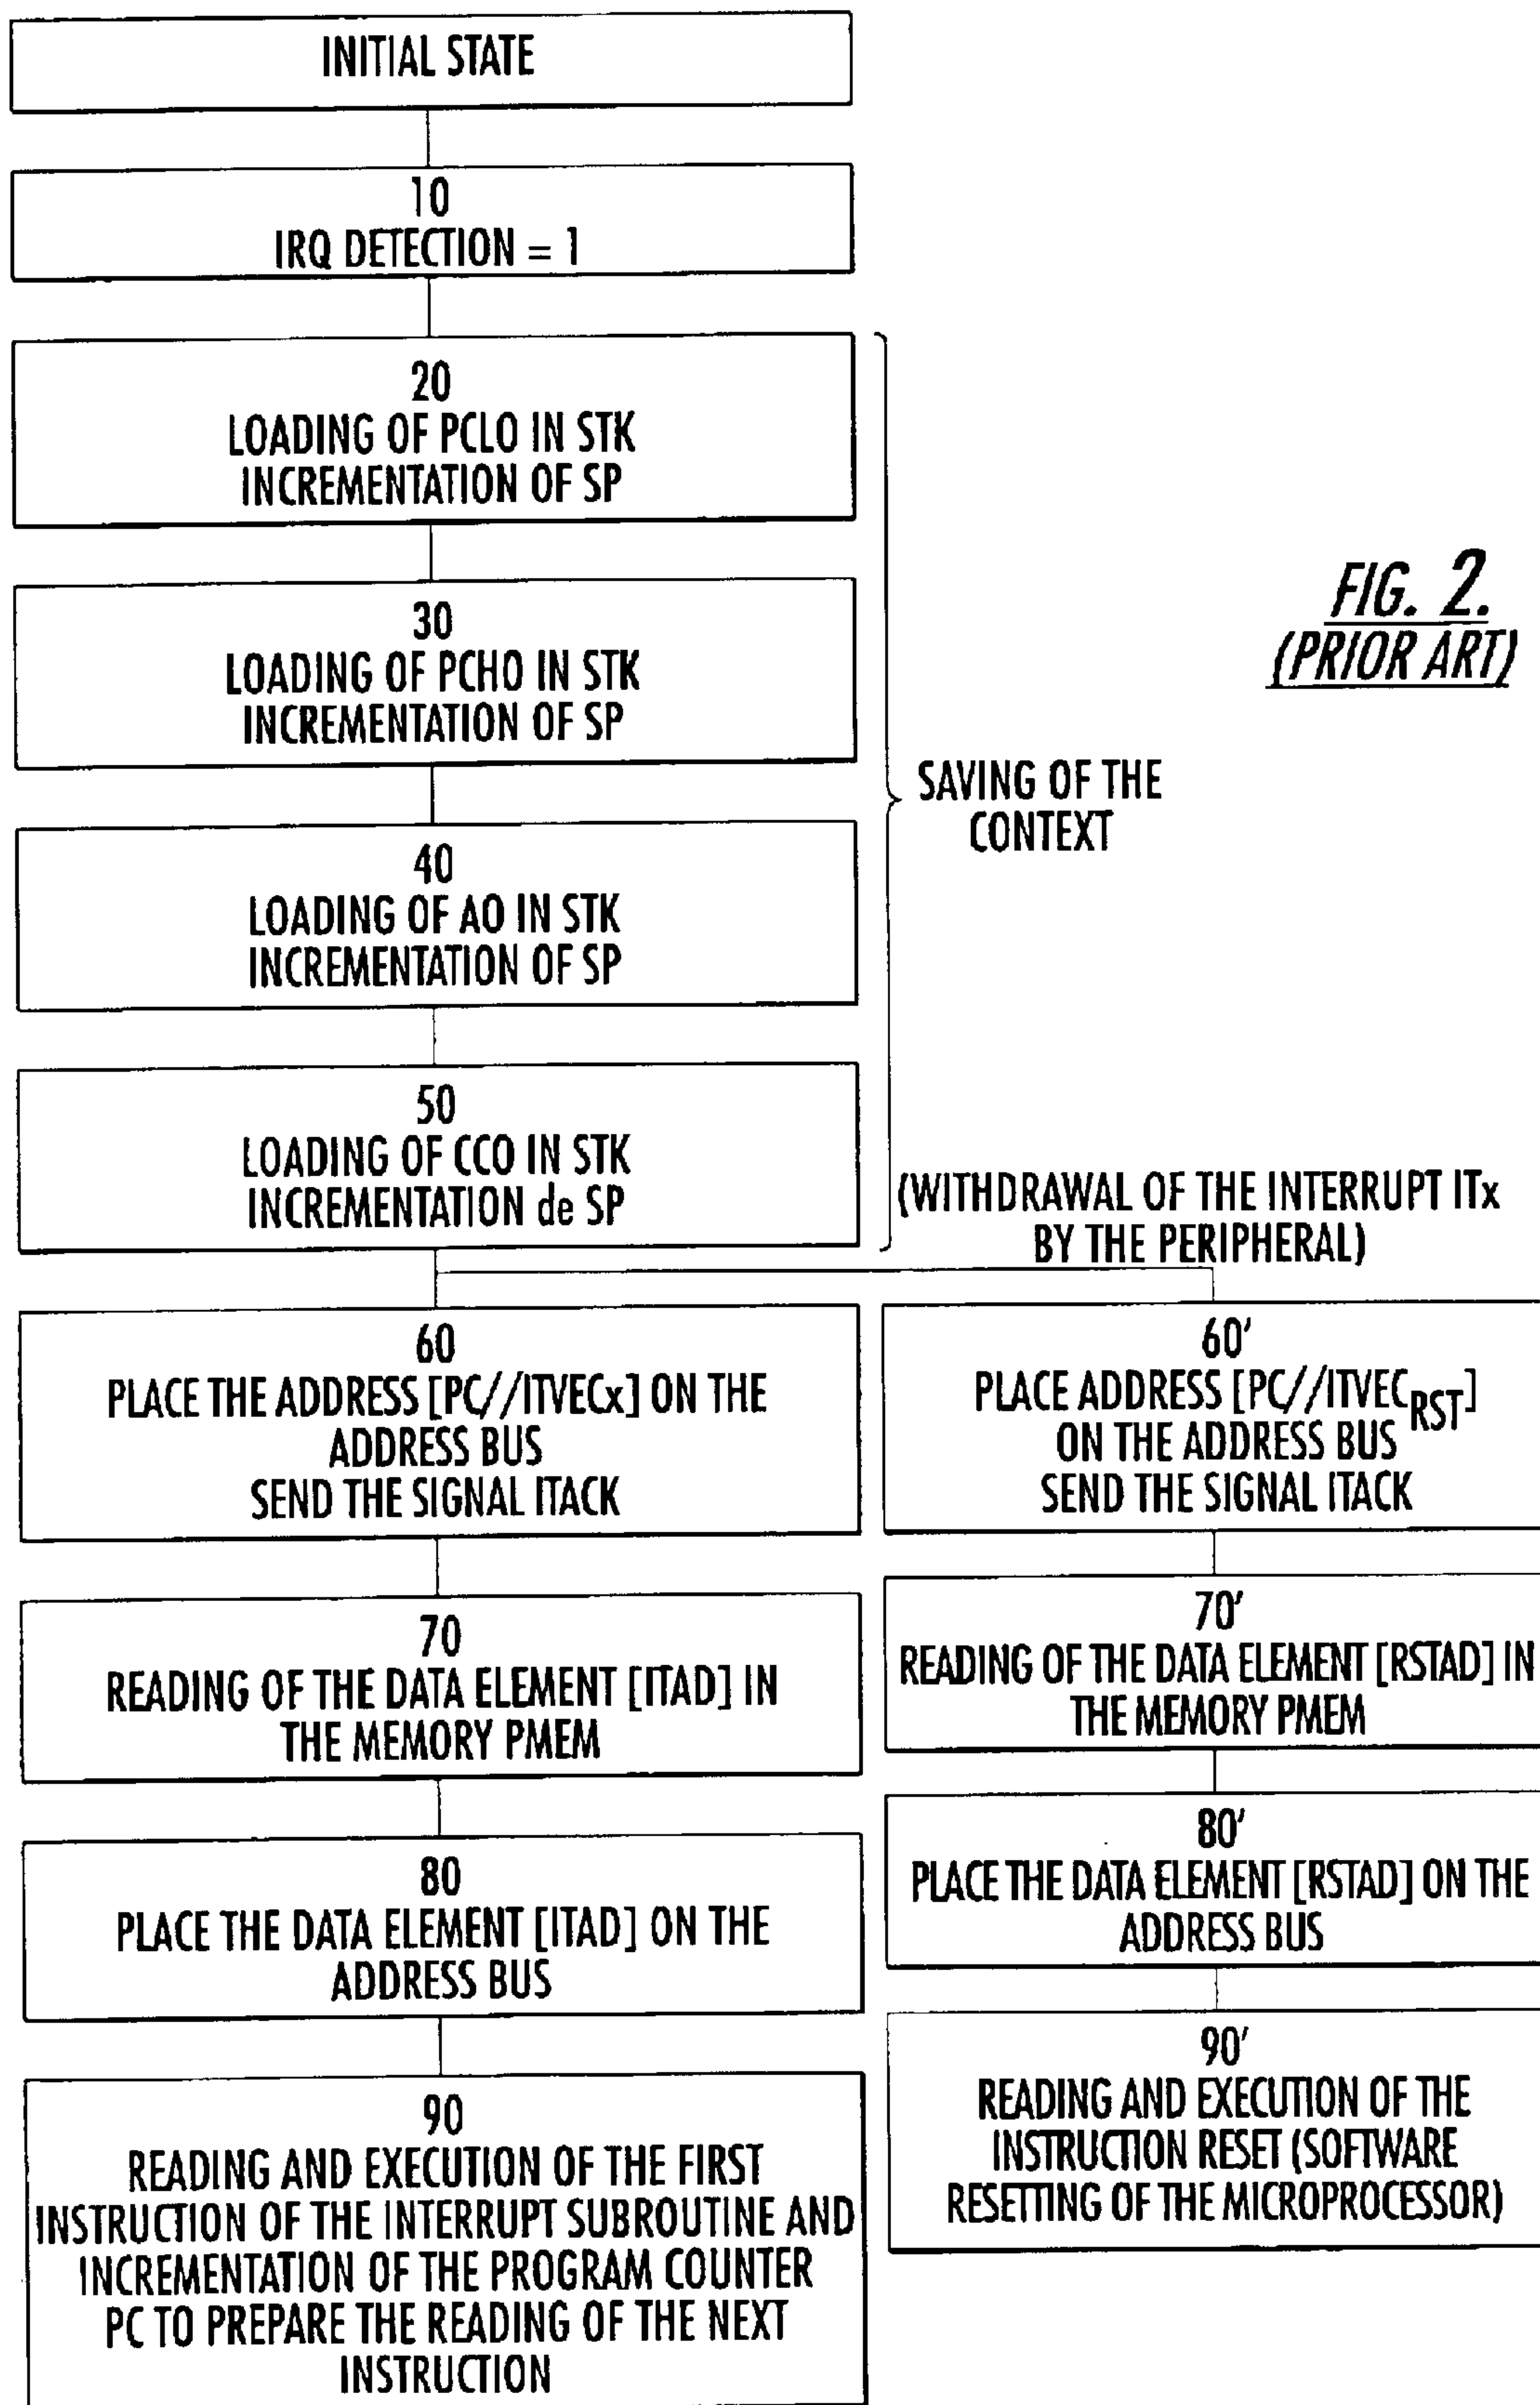 INITIAL STATE
10
IRQ DETECTION = 1
20
LOADING OF PCLO IN STK
INCREMENTATION OF SP
30
LOADING OF PCHO IN STK
INCREMENTATION OF SP
40
LOADING OF AO IN STK
INCREMENTATION OF SP
50
LOADING OF CCO IN STK
INCREMENTATION de SP
SAVING OF THE
CONTEXT
FIG. 2.
(PRIOR ART)
(WITHDRAWAL OF THE INTERRUPT ITx
BY THE PERIPHERAL)
60
PLACE THE ADDRESS [PC//ITVECx] ON THE
ADDRESS BUS
SEND THE SIGNAL ITACK
70
READING OF THE DATA ELEMENT [ITAD] IN
THE MEMORY PMEM
80
PLACE THE DATA ELEMENT [ITAD] ON THE
ADDRESS BUS
90
READING AND EXECUTION OF THE FIRST
INSTRUCTION OF THE INTERRUPT SUBROUTINE AND
INCREMENTATION OF THE PROGRAM COUNTER
PC TO PREPARE THE READING OF THE NEXT
INSTRUCTION
60'
PLACE ADDRESS [PC//ITVECRST]
ON THE ADDRESS BUS
SEND THE SIGNAL ITACK
70'
READING OF THE DATA ELEMENT [RSTAD] IN
THE MEMORY PMEM
80'
PLACE THE DATA ELEMENT [RSTAD] ON THE
ADDRESS BUS
90'
READING AND EXECUTION OF THE
INSTRUCTION RESET (SOFTWARE
RESETTING OF THE MICROPROCESSOR)